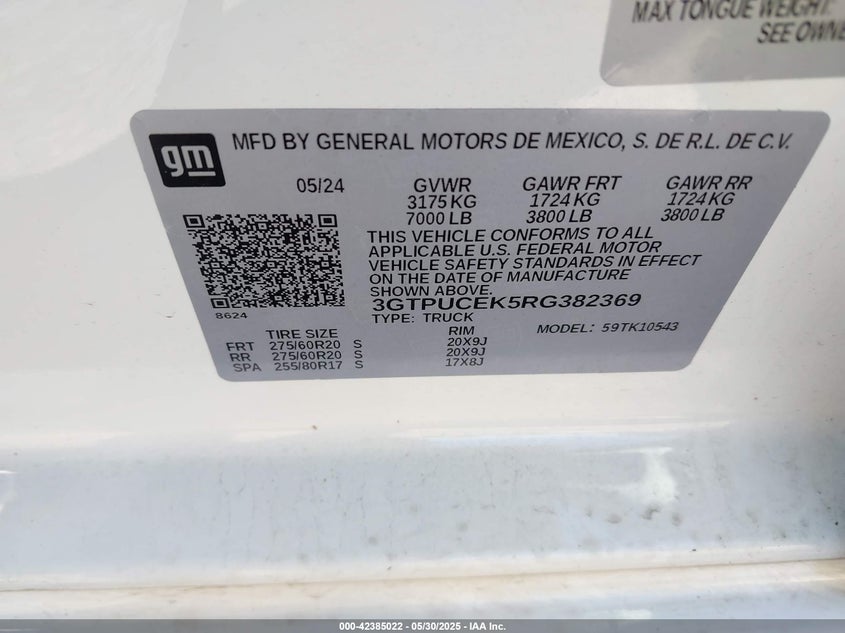 MAX TONGUE WEIGHT:
SEE OWNE
gm
MFD BY GENERAL MOTORS DE MEXICO, S. DE R.L. DE C.V.
05/24 GVWR GAWR FRT GAWR RR
3175 KG 1724 KG 1724 KG
7000 LB 3800 LB 3800 LB
THIS VEHICLE CONFORMS TO ALL
APPLICABLE U.S. FEDERAL MOTOR
VEHICLE SAFETY STANDARDS IN EFFECT
ON THE DATE OF MANUFACTURE
SHOWN ABOVE.
3GTPUCEK5RG382369
8624
TYPE: TRUCK MODEL: 59TK10543
TIRE SIZE RIM
FRT 275/60R20 S 20X9J
RR 275/60R20 S 20X9J
SPA 255/80R17 S 17X8J
000-42385022 - 05/30/2025 - IAA Inc.